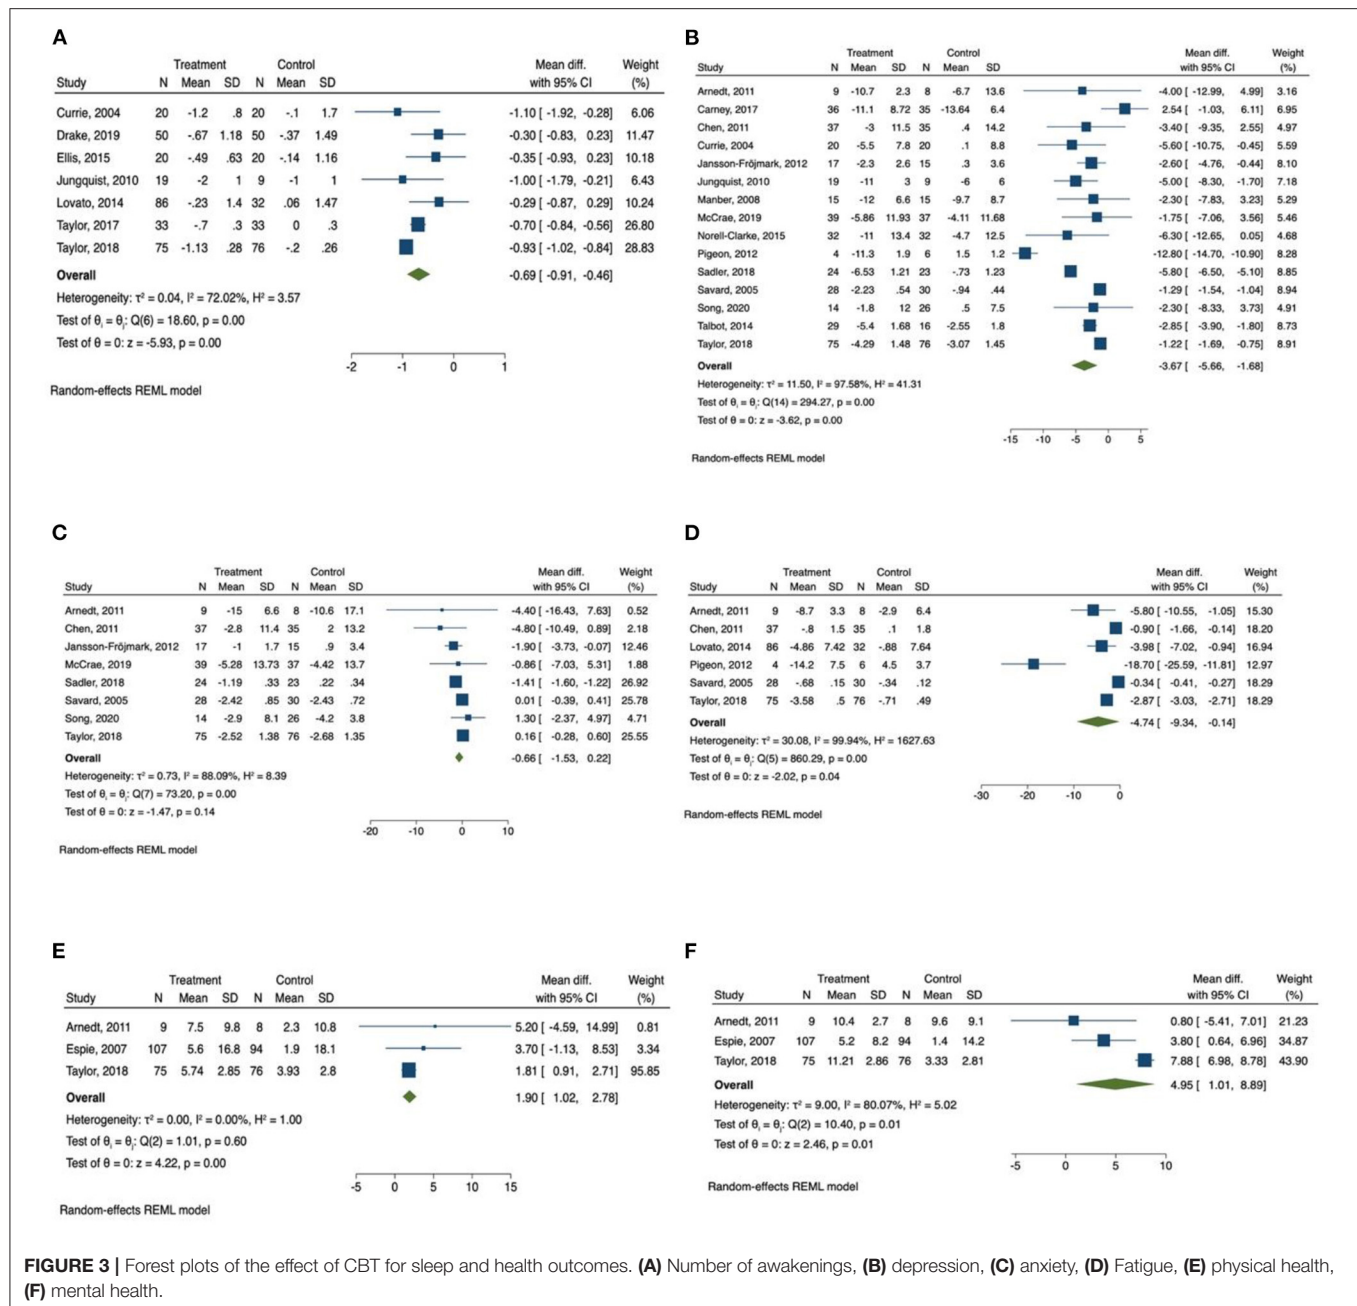 A
Treatment Control Mean diff. Weight
Study N Mean SD N Mean SD with 95% CI (%)
Currie, 2004 20 -1.2 .8 20 -.1 1.7 -1.10 [ -1.92, -0.28] 6.06
Drake, 2019 50 -.67 1.18 50 -.37 1.49 -0.30 [ -0.83, 0.23] 11.47
Ellis, 2015 20 -.49 .63 20 -.14 1.16 -0.35 [ -0.93, 0.23] 10.18
Jungquist, 2010 19 -2 1 9 -1 1 -1.00 [ -1.79, -0.21] 6.43
Lovato, 2014 86 -.23 1.4 32 .06 1.47 -0.29 [ -0.87, 0.29] 10.24
Taylor, 2017 33 -.7 .3 33 0 .3 -0.70 [ -0.84, -0.56] 26.80
Taylor, 2018 75 -1.13 .28 76 -.2 .26 -0.93 [ -1.02, -0.84] 28.83
Overall -0.69 [ -0.91, -0.46]
Heterogeneity: τ² = 0.04, I² = 72.02%, H² = 3.57
Test of θᵢ = θⱼ: Q(6) = 18.60, p = 0.00
Test of θ = 0: z = -5.93, p = 0.00
-2 -1 0 1
Random-effects REML model
B
Treatment Control Mean diff. Weight
Study N Mean SD N Mean SD with 95% CI (%)
Arnedt, 2011 9 -10.7 2.3 8 -6.7 13.6 -4.00 [ -12.99, 4.99] 3.16
Carney, 2017 36 -11.1 8.72 35 -13.64 6.4 2.54 [ -1.03, 6.11] 6.95
Chen, 2011 37 -3 11.5 35 .4 14.2 -3.40 [ -9.35, 2.55] 4.97
Currie, 2004 20 -5.5 7.8 20 .1 8.8 -5.60 [ -10.75, -0.45] 5.59
Jansson-Fröjmark, 2012 17 -2.3 2.6 15 .3 3.6 -2.60 [ -4.76, -0.44] 8.10
Jungquist, 2010 19 -11 3 9 -6 6 -5.00 [ -8.30, -1.70] 7.18
Manber, 2008 15 -12 6.6 15 -9.7 8.7 -2.30 [ -7.83, 3.23] 5.29
McCrae, 2019 39 -5.86 11.93 37 -4.11 11.68 -1.75 [ -7.06, 3.56] 5.46
Norell-Clarke, 2015 32 -11 13.4 32 -4.7 12.5 -6.30 [ -12.65, 0.05] 4.68
Pigeon, 2012 4 -11.3 1.9 6 1.5 1.2 -12.80 [ -14.70, -10.90] 8.28
Sadler, 2018 24 -6.53 1.21 23 -.73 1.23 -5.80 [ -6.50, -5.10] 8.85
Savard, 2005 28 -2.23 .54 30 -.94 .44 -1.29 [ -1.54, -1.04] 8.94
Song, 2020 14 -1.8 12 26 .5 7.5 -2.30 [ -8.33, 3.73] 4.91
Talbot, 2014 29 -5.4 1.68 16 -2.55 1.8 -2.85 [ -3.90, -1.80] 8.73
Taylor, 2018 75 -4.29 1.48 76 -3.07 1.45 -1.22 [ -1.69, -0.75] 8.91
Overall -3.67 [ -5.66, -1.68]
Heterogeneity: τ² = 11.50, I² = 97.58%, H² = 41.31
Test of θᵢ = θⱼ: Q(14) = 294.27, p = 0.00
Test of θ = 0: z = -3.62, p = 0.00
-15 -10 -5 0 5
Random-effects REML model
C
Treatment Control Mean diff. Weight
Study N Mean SD N Mean SD with 95% CI (%)
Arnedt, 2011 9 -15 6.6 8 -10.6 17.1 -4.40 [ -16.43, 7.63] 0.52
Chen, 2011 37 -2.8 11.4 35 2 13.2 -4.80 [ -10.49, 0.89] 2.18
Jansson-Fröjmark, 2012 17 -1 1.7 15 .9 3.4 -1.90 [ -3.73, -0.07] 12.46
McCrae, 2019 39 -5.28 13.73 37 -4.42 13.7 -0.86 [ -7.03, 5.31] 1.88
Sadler, 2018 24 -1.19 .33 23 .22 .34 -1.41 [ -1.60, -1.22] 26.92
Savard, 2005 28 -2.42 .85 30 -2.43 .72 0.01 [ -0.39, 0.41] 25.78
Song, 2020 14 -2.9 8.1 26 -4.2 3.8 1.30 [ -2.37, 4.97] 4.71
Taylor, 2018 75 -2.52 1.38 76 -2.68 1.35 0.16 [ -0.28, 0.60] 25.55
Overall -0.66 [ -1.53, 0.22]
Heterogeneity: τ² = 0.73, I² = 88.09%, H² = 8.39
Test of θᵢ = θⱼ: Q(7) = 73.20, p = 0.00
Test of θ = 0: z = -1.47, p = 0.14
-20 -10 0 10
Random-effects REML model
D
Treatment Control Mean diff. Weight
Study N Mean SD N Mean SD with 95% CI (%)
Arnedt, 2011 9 -8.7 3.3 8 -2.9 6.4 -5.80 [ -10.55, -1.05] 15.30
Chen, 2011 37 -.8 1.5 35 .1 1.8 -0.90 [ -1.66, -0.14] 18.20
Lovato, 2014 86 -4.86 7.42 32 -.88 7.64 -3.98 [ -7.02, -0.94] 16.94
Pigeon, 2012 4 -14.2 7.5 6 4.5 3.7 -18.70 [ -25.59, -11.81] 12.97
Savard, 2005 28 -.68 .15 30 -.34 .12 -0.34 [ -0.41, -0.27] 18.29
Taylor, 2018 75 -3.58 .5 76 -.71 .49 -2.87 [ -3.03, -2.71] 18.29
Overall -4.74 [ -9.34, -0.14]
Heterogeneity: τ² = 30.08, I² = 99.94%, H² = 1627.63
Test of θᵢ = θⱼ: Q(5) = 860.29, p = 0.00
Test of θ = 0: z = -2.02, p = 0.04
-30 -20 -10 0
Random-effects REML model
E
Treatment Control Mean diff. Weight
Study N Mean SD N Mean SD with 95% CI (%)
Arnedt, 2011 9 7.5 9.8 8 2.3 10.8 5.20 [ -4.59, 14.99] 0.81
Espie, 2007 107 5.6 16.8 94 1.9 18.1 3.70 [ -1.13, 8.53] 3.34
Taylor, 2018 75 5.74 2.85 76 3.93 2.8 1.81 [ 0.91, 2.71] 95.85
Overall 1.90 [ 1.02, 2.78]
Heterogeneity: τ² = 0.00, I² = 0.00%, H² = 1.00
Test of θᵢ = θⱼ: Q(2) = 1.01, p = 0.60
Test of θ = 0: z = 4.22, p = 0.00
-5 0 5 10 15
Random-effects REML model
F
Treatment Control Mean diff. Weight
Study N Mean SD N Mean SD with 95% CI (%)
Arnedt, 2011 9 10.4 2.7 8 9.6 9.1 0.80 [ -5.41, 7.01] 21.23
Espie, 2007 107 5.2 8.2 94 1.4 14.2 3.80 [ 0.64, 6.96] 34.87
Taylor, 2018 75 11.21 2.86 76 3.33 2.81 7.88 [ 6.98, 8.78] 43.90
Overall 4.95 [ 1.01, 8.89]
Heterogeneity: τ² = 9.00, I² = 80.07%, H² = 5.02
Test of θᵢ = θⱼ: Q(2) = 10.40, p = 0.01
Test of θ = 0: z = 2.46, p = 0.01
-5 0 5 10
Random-effects REML model
FIGURE 3 | Forest plots of the effect of CBT for sleep and health outcomes. (A) Number of awakenings, (B) depression, (C) anxiety, (D) Fatigue, (E) physical health,
(F) mental health.